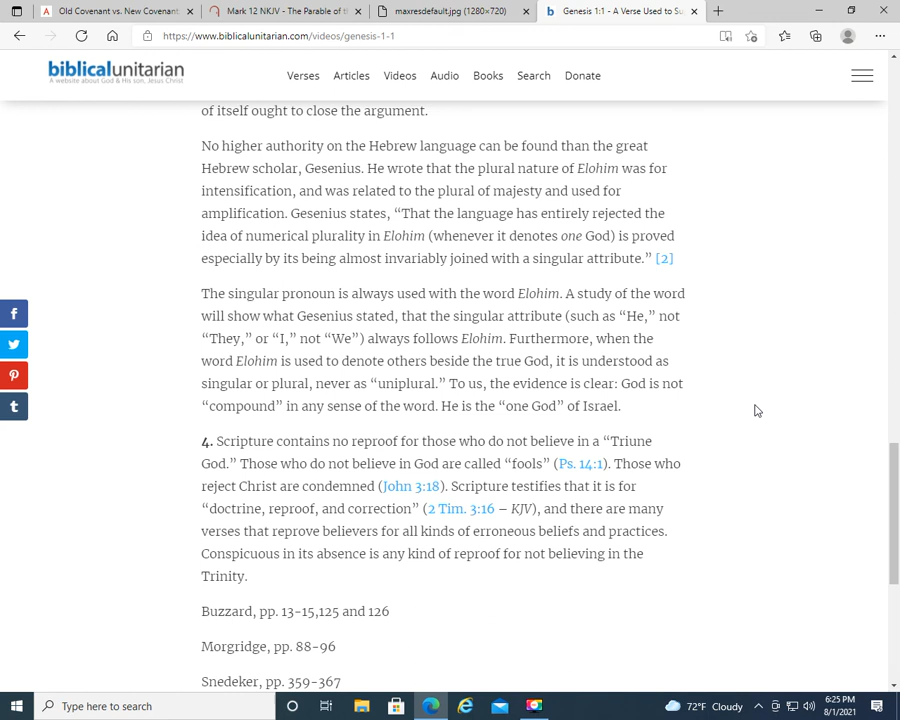 Old Covenant vs. New Covenant:
Mark 12 NKJV - The Parable of t
maxresdefault.jpg (1280×720)
Genesis 1:1 - A Verse Used to Su
https://www.biblicalunitarian.com/videos/genesis-1-1
biblicalunitarian
A website about God & His son, Jesus Christ
Verses Articles Videos Audio Books Search Donate
of itself ought to close the argument.
No higher authority on the Hebrew language can be found than the great
Hebrew scholar, Gesenius. He wrote that the plural nature of Elohim was for
intensification, and was related to the plural of majesty and used for
amplification. Gesenius states, “That the language has entirely rejected the
idea of numerical plurality in Elohim (whenever it denotes one God) is proved
especially by its being almost invariably joined with a singular attribute.” [2]
The singular pronoun is always used with the word Elohim. A study of the word
will show what Gesenius stated, that the singular attribute (such as “He,” not
“They,” or “I,” not “We”) always follows Elohim. Furthermore, when the
word Elohim is used to denote others beside the true God, it is understood as
singular or plural, never as “uniplural.” To us, the evidence is clear: God is not
“compound” in any sense of the word. He is the “one God” of Israel.
4. Scripture contains no reproof for those who do not believe in a “Triune
God.” Those who do not believe in God are called “fools” (Ps. 14:1). Those who
reject Christ are condemned (John 3:18). Scripture testifies that it is for
“doctrine, reproof, and correction” (2 Tim. 3:16 – KJV), and there are many
verses that reprove believers for all kinds of erroneous beliefs and practices.
Conspicuous in its absence is any kind of reproof for not believing in the
Trinity.
Buzzard, pp. 13-15,125 and 126
Morgridge, pp. 88-96
Snedeker, pp. 359-367
Type here to search
72°F Cloudy
6:25 PM
8/1/2021